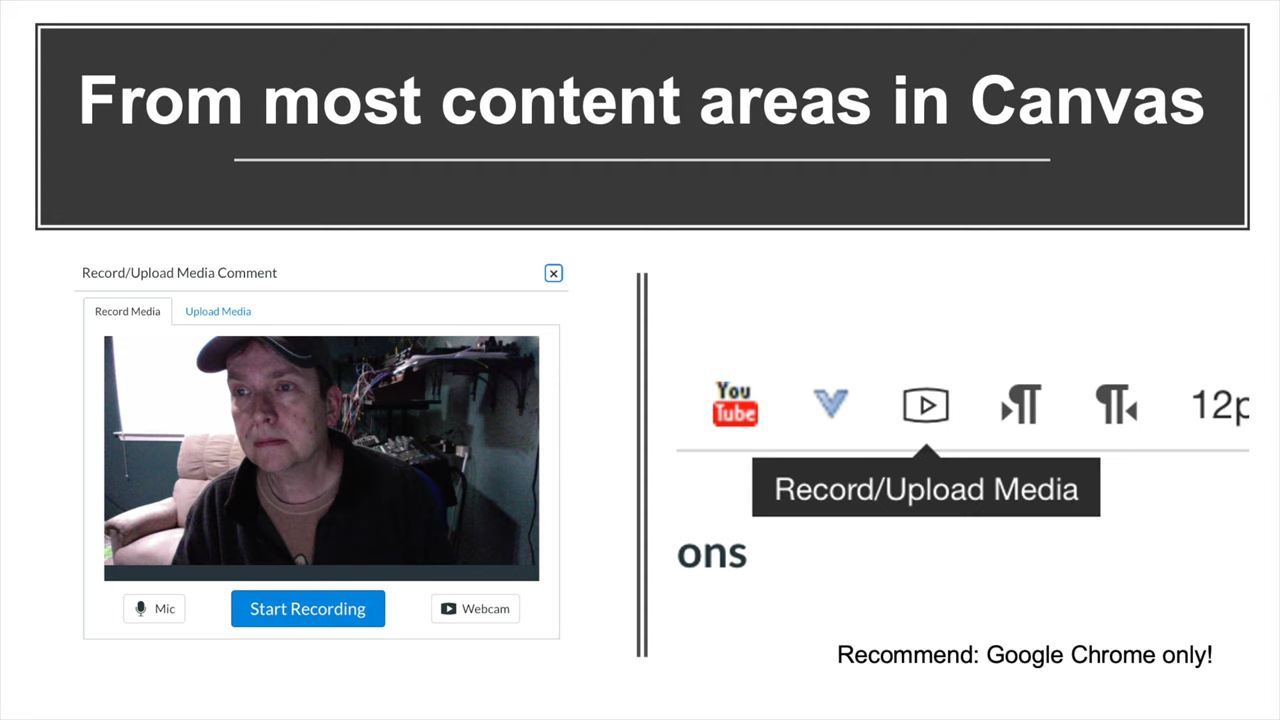 From most content areas in Canvas
Record/Upload Media Comment
Record Media
Upload Media
Mic
Start Recording
Webcam
You
Tube
12p
Record/Upload Media
ons
Recommend: Google Chrome only!